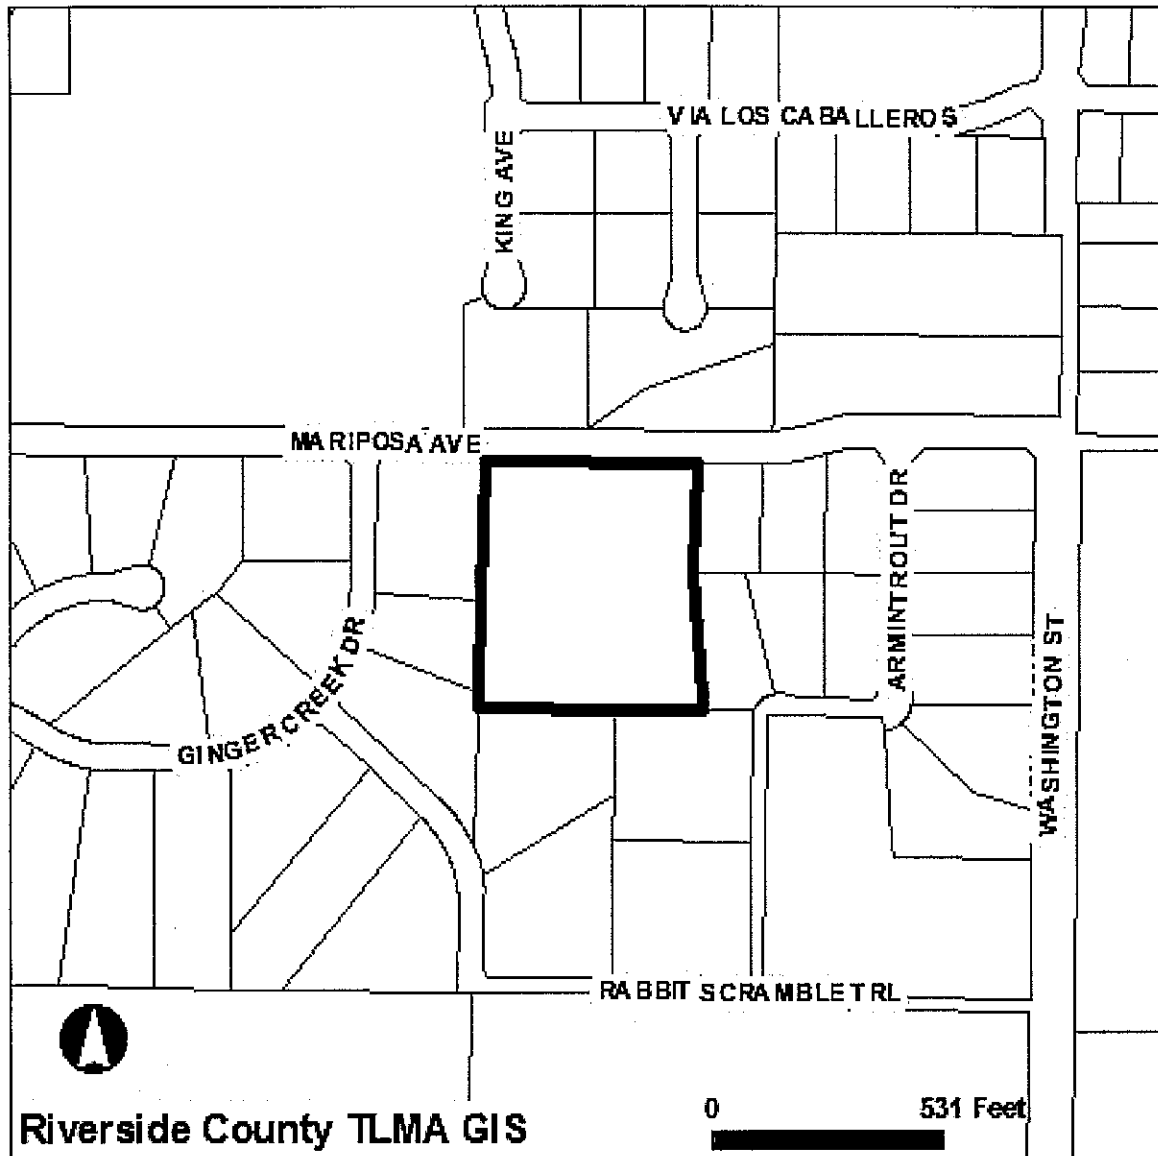 VIA LOS CABALLEROS
KING AVE
MARIPOSA AVE
ARMINTROUT DR
GINGERCREEK DR
WASHINGTON ST
RABBIT SCRAMBLE TRL
0 531 Feet
Riverside County TLMA GIS